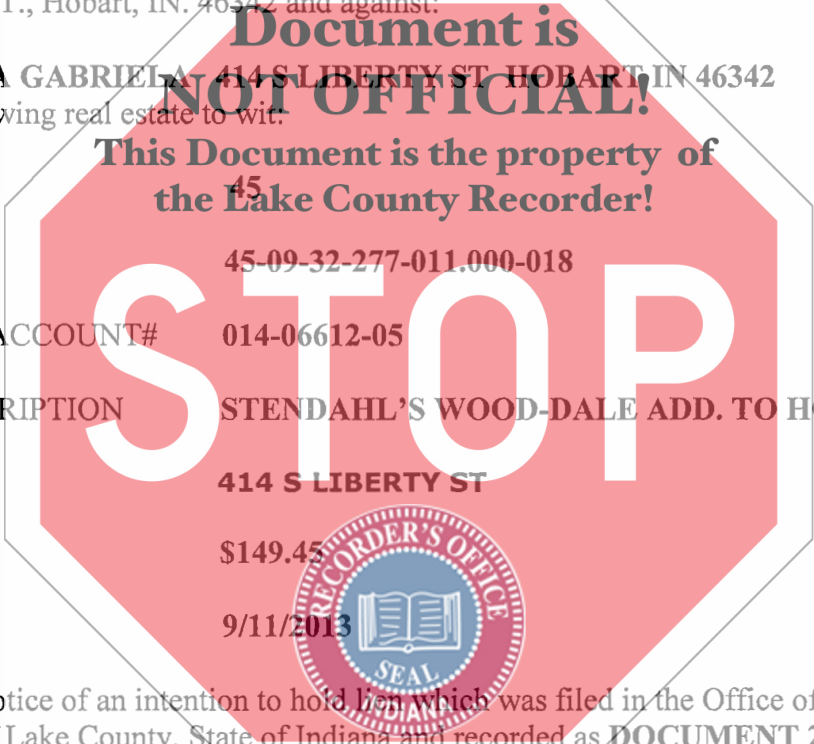 T., Hobart, IN. 46342 and against:
Document is
A GABRIELA 414 S LIBERTY ST HOBART IN 46342
NOT OFFICIAL!
wing real estate to wit:
This Document is the property of
45
the Lake County Recorder!
45-09-32-277-011.000-018
STOP
ACCOUNT# 014-06612-05
RIPTION STENDAHL'S WOOD-DALE ADD. TO HO
414 S LIBERTY ST
$149.45
RECORDER'S OFFICE
9/11/2013
SEAL
INDIANA
otice of an intention to hold lien which was filed in the Office of
Lake County, State of Indiana and recorded as DOCUMENT 2